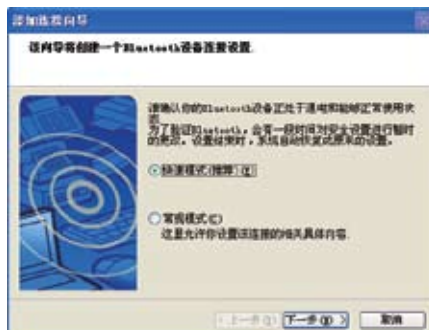 添加连接向导
该向导将创建一个Bluetooth设备连接设置.
请确认你的Bluetooth设备正处于通电和能够正常使用状
态.
为了验证Bluetooth,会有一段时间对安全设置进行暂时
的更改。设置结束时,系统自动恢复成原来的设置。
快速模式(推荐)(E)
常规模式(C)
这里允许你设置该连接的相关具体内容.
<上一步(B) 下一步(N) > 取消